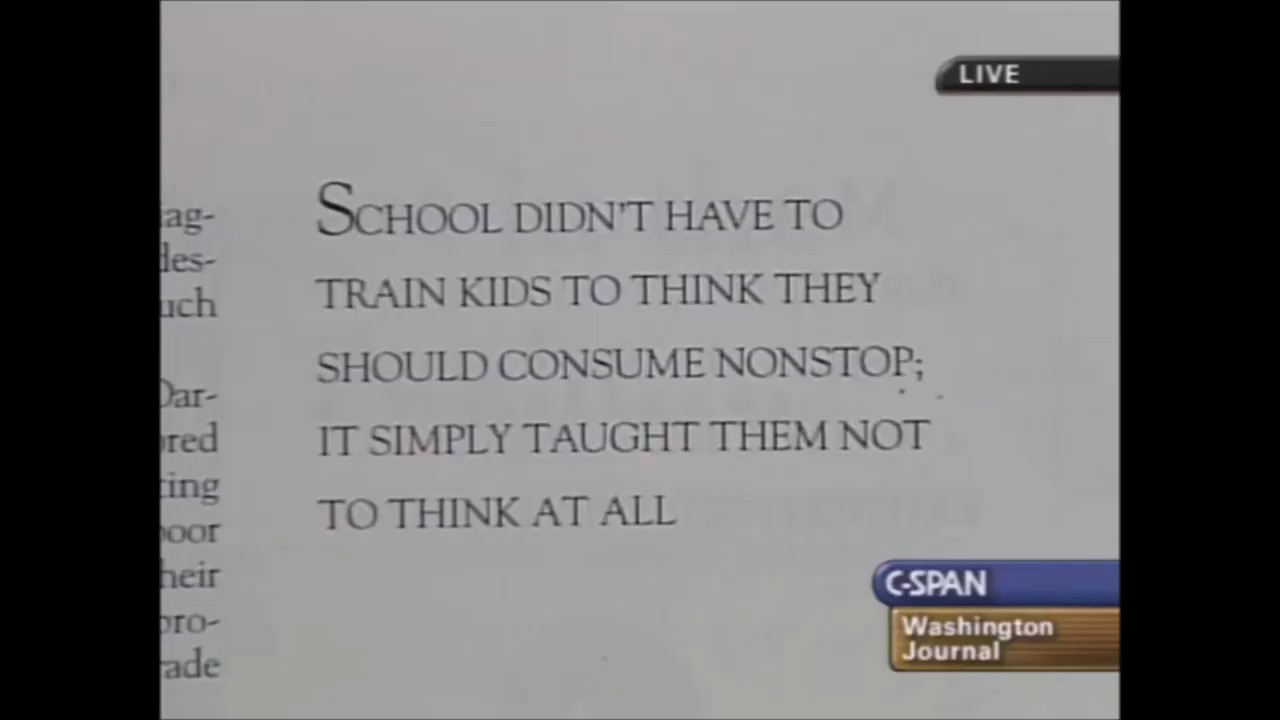 LIVE
SCHOOL DIDN'T HAVE TO
TRAIN KIDS TO THINK THEY
SHOULD CONSUME NONSTOP;
IT SIMPLY TAUGHT THEM NOT
TO THINK AT ALL
C-SPAN
Washington
Journal